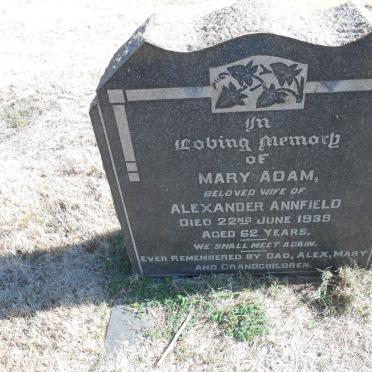 In
Loving Memory
of
MARY ADAM,
BELOVED WIFE OF
ALEXANDER ANNFIELD
DIED 22ND JUNE 1939.
AGED 62 YEARS.
WE SHALL MEET AGAIN.
EVER REMEMBERED BY DAD, ALEX, MARY
AND GRANDCHILDREN.